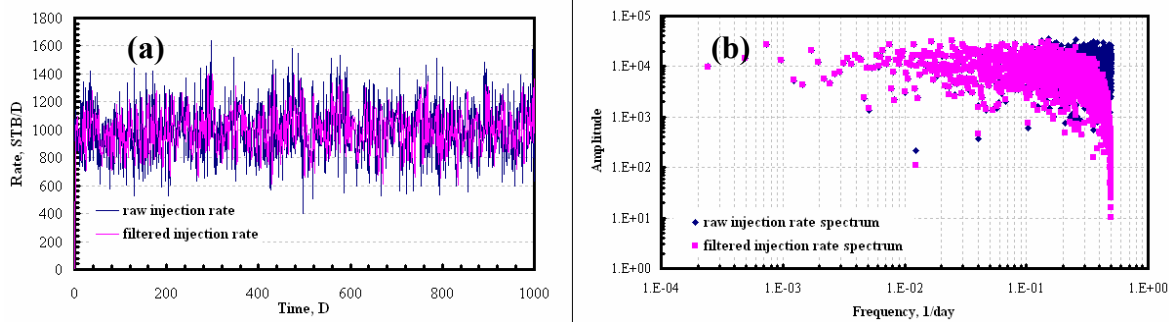 (a)
Rate, STB/D
1800
1600
1400
1200
1000
800
600
400
200
0
raw injection rate
filtered injection rate
0 200 400 600 800 1000
Time, D
(b)
Amplitude
1.E+05
1.E+04
1.E+03
1.E+02
1.E+01
1.E+00
raw injection rate spectrum
filtered injection rate spectrum
1.E-04 1.E-03 1.E-02 1.E-01 1.E+00
Frequency, 1/day